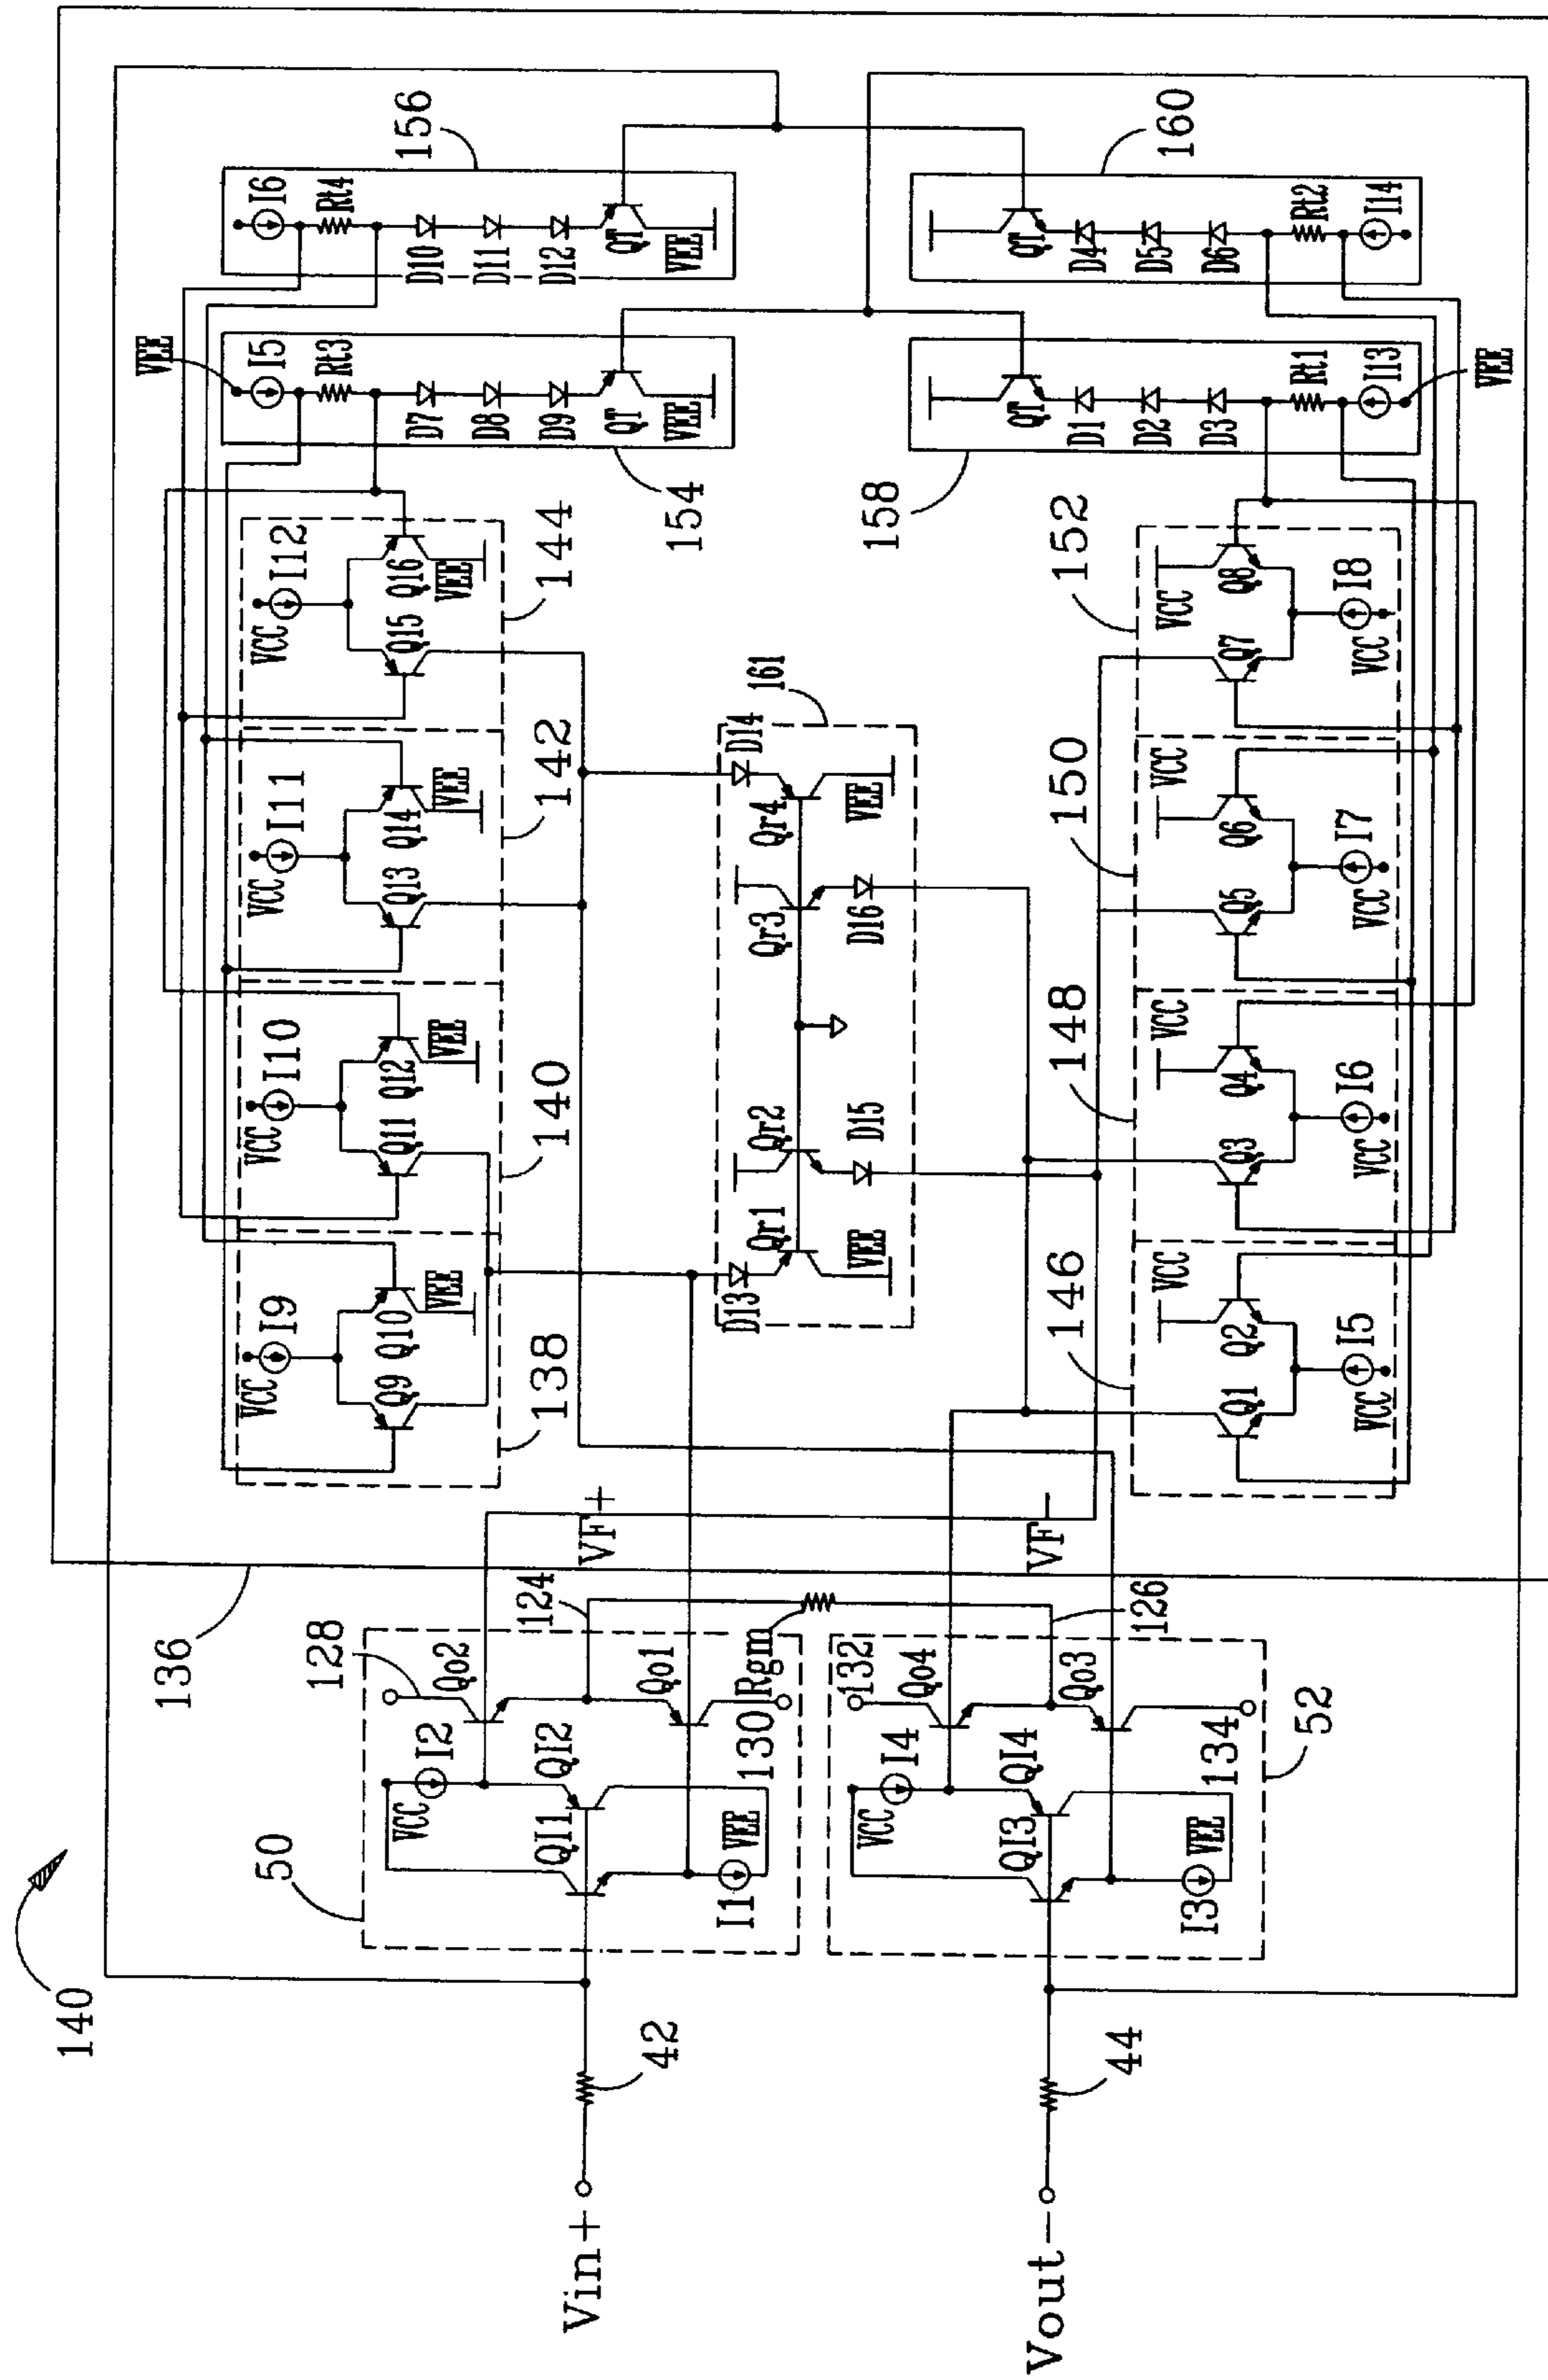 140
136
Vin+
42
Vout-
44
50
VCC
I2
QI1
QI2
I1
VEE
128
Qo2
Qo1
130
Rgm
124
VF+
VCC
I4
QI3
QI4
I3
VEE
132
Qo4
Qo3
134
52
126
VF-
VCC
I9
Q9
Q10
VEE
138
VCC
I10
Q11
Q12
VEE
140
VCC
I11
Q13
Q14
VEE
142
VCC
I12
Q15
Q16
VEE
144
VEE
I5
Rt3
D7
D8
D9
QT
VEE
154
I6
Rt4
D10
D11
D12
QT
VEE
156
D13
Qr1
VEE
Qr2
D15
Qr3
D16
D14
Qr4
VEE
161
146
VCC
Q1
Q2
VCC
I5
148
VCC
Q3
Q4
VCC
I6
150
VCC
Q5
Q6
VCC
I7
152
VCC
Q7
Q8
VCC
I8
158
QT
D1
D2
D3
Rt1
I13
VEE
160
QT
D4
D5
D6
Rt2
I14